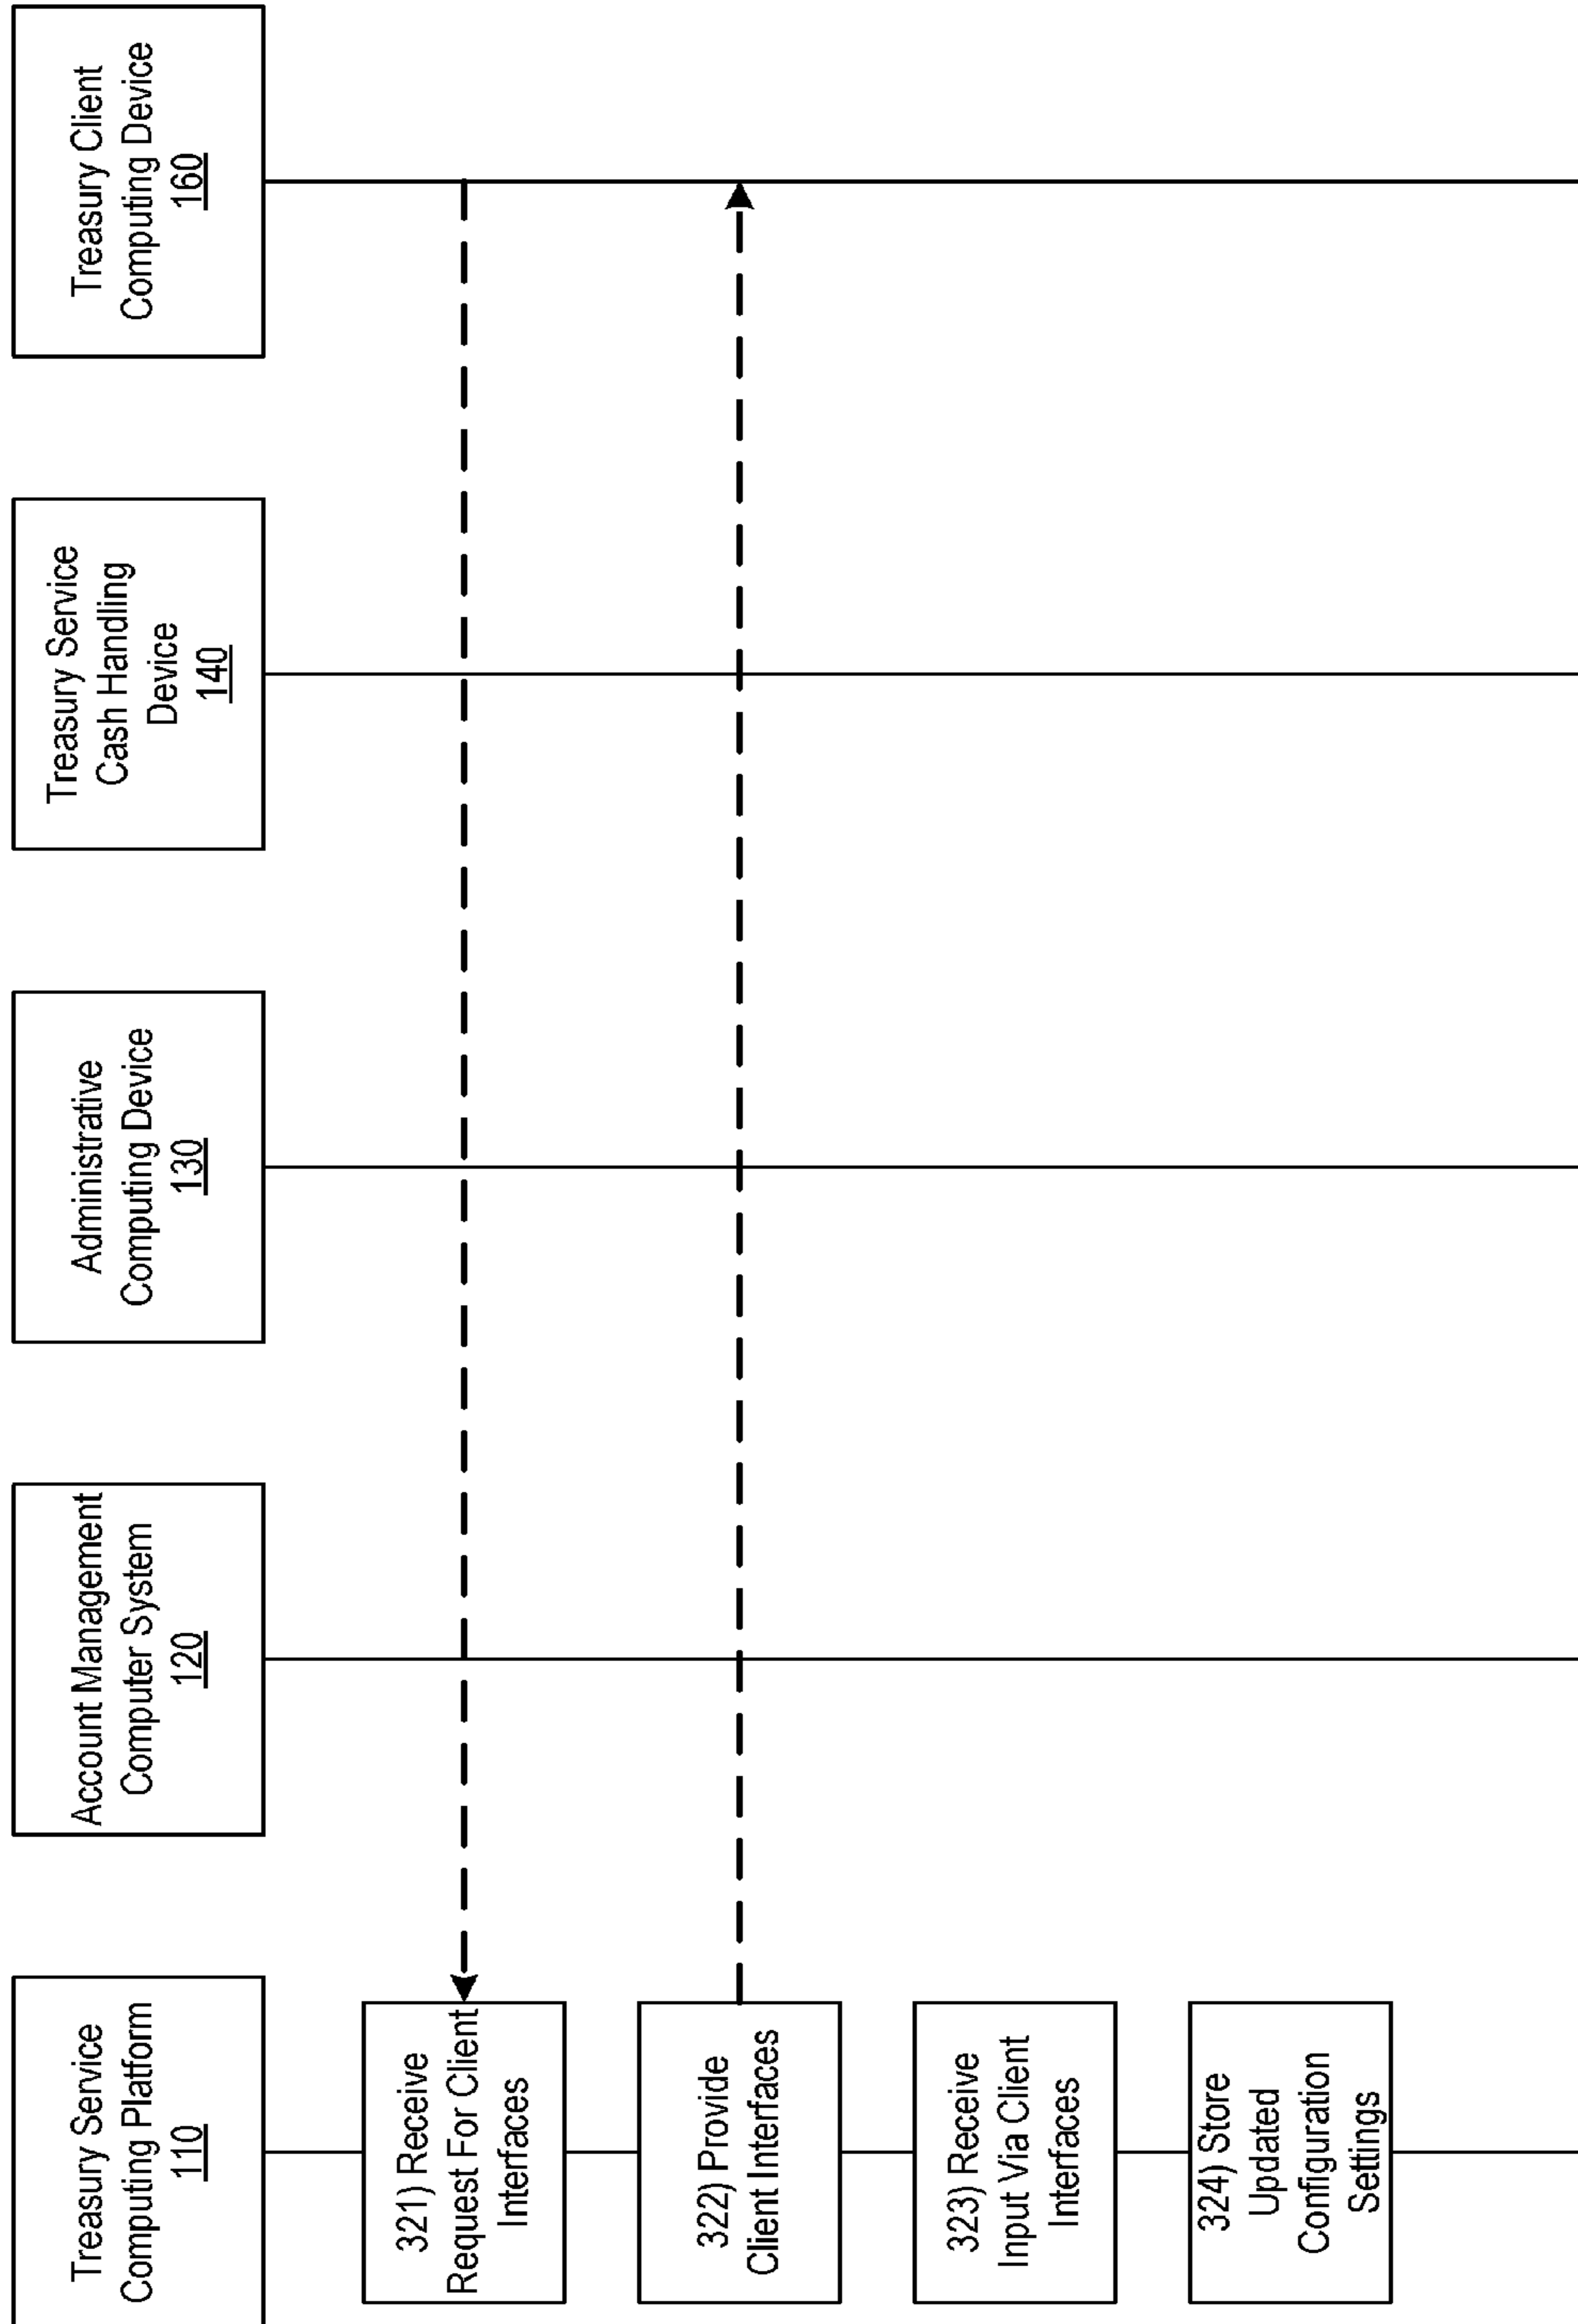 Treasury Service
Computing Platform
110
Account Management
Computer System
120
Administrative
Computing Device
130
Treasury Service
Cash Handling
Device
140
Treasury Client
Computing Device
160
321) Receive
Request For Client
Interfaces
322) Provide
Client Interfaces
323) Receive
Input Via Client
Interfaces
324) Store
Updated
Configuration
Settings